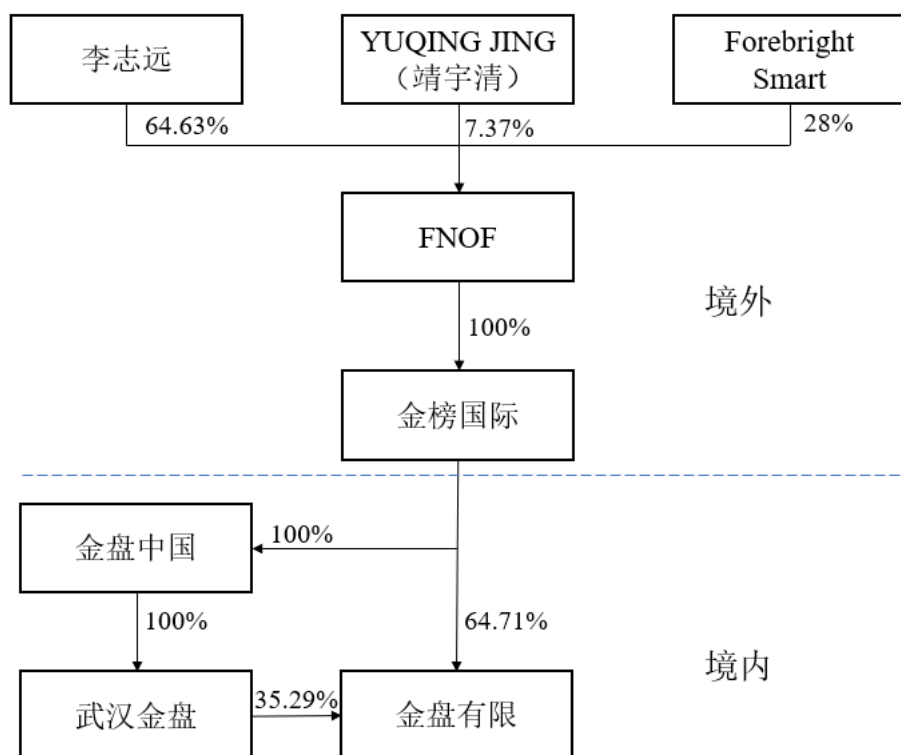 李志远
YUQING JING
（靖宇清）
Forebright
Smart
64.63%
7.37%
28%
FNOF
境外
100%
金榜国际
金盘中国
100%
100%
64.71%
境内
武汉金盘
35.29%
金盘有限